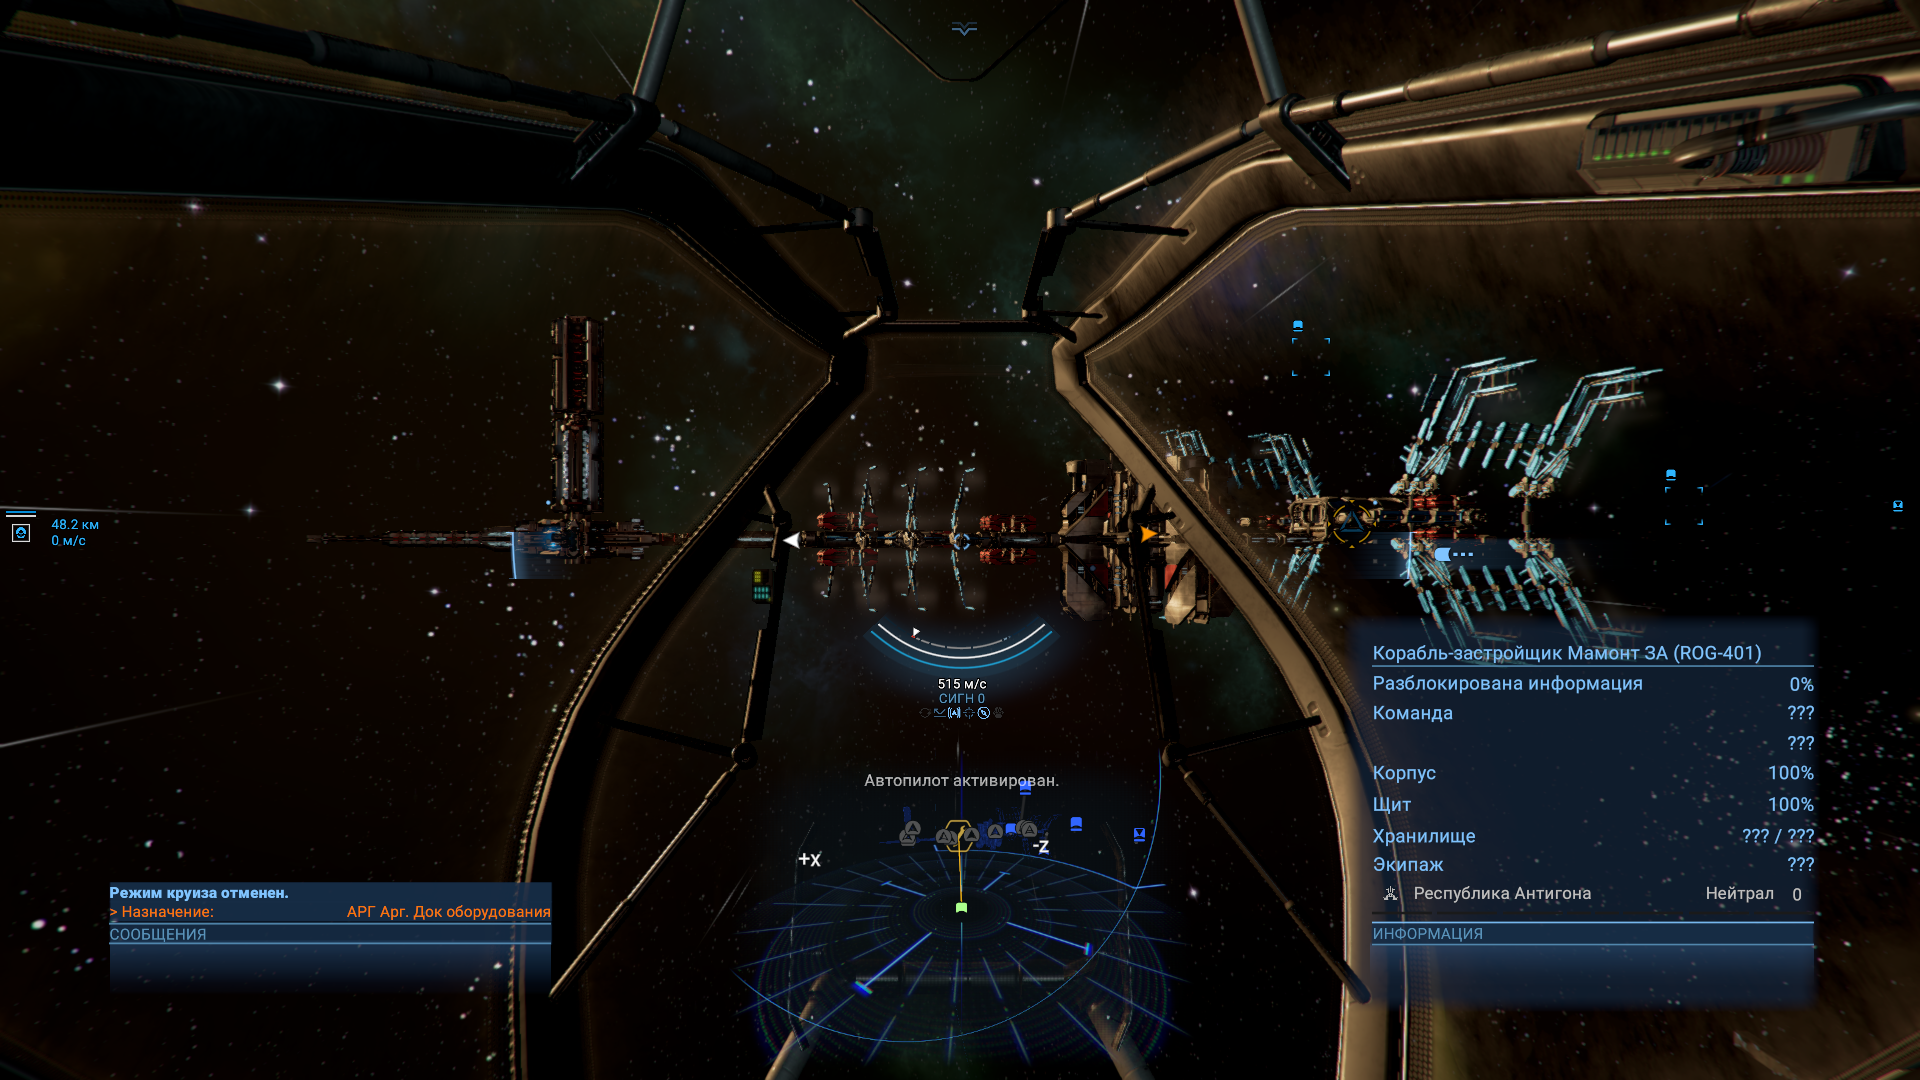 48.2 км
0 м/с
515 м/с
СИГН 0
Автопилот активирован.
+X
-Z
Режим круиза отменен.
> Назначение: АРГ Арг. Док оборудования
СООБЩЕНИЯ
Корабль-застройщик Мамонт ЗА (ROG-401)
Разблокирована информация 0%
Команда ???
???
Корпус 100%
Щит 100%
Хранилище ??? / ???
Экипаж ???
Республика Антигона Нейтрал 0
ИНФОРМАЦИЯ